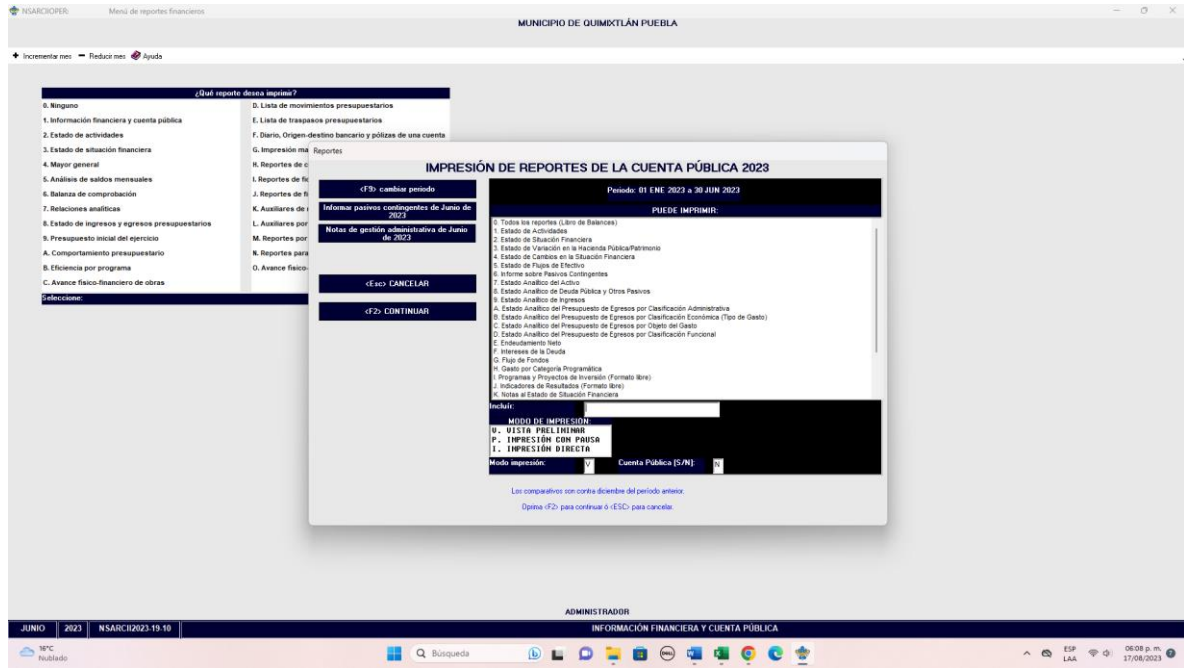 NSARCIIOPER: Menú de reportes financieros
MUNICIPIO DE QUIMIXTLÁN PUEBLA
Incrementar mes Reducir mes Ayuda
¿Qué reporte desea imprimir?
0. Ninguno
1. Información financiera y cuenta pública
2. Estado de actividades
3. Estado de situación financiera
4. Mayor general
5. Análisis de saldos mensuales
6. Balanza de comprobación
7. Relaciones analíticas
8. Estado de ingresos y egresos presupuestarios
9. Presupuesto inicial del ejercicio
A. Comportamiento presupuestario
B. Eficiencia por programa
C. Avance físico-financiero de obras
D. Lista de movimientos presupuestarios
E. Lista de traspasos presupuestarios
F. Diario, Origen-destino bancario y pólizas de una cuenta
G. Impresión ma
H. Reportes de c
I. Reportes de fic
J. Reportes de fi
K. Auxiliares de
L. Auxiliares por
M. Reportes por
N. Reportes para
O. Avance físico-
Seleccione:
Reportes
IMPRESIÓN DE REPORTES DE LA CUENTA PÚBLICA 2023
<F9> cambiar periodo
Informar pasivos contingentes de Junio de
2023
Notas de gestión administrativa de Junio
de 2023
<Esc> CANCELAR
<F2> CONTINUAR
Periodo: 01 ENE 2023 a 30 JUN 2023
PUEDE IMPRIMIR:
0. Todos los reportes (Libro de Balances)
1. Estado de Actividades
2. Estado de Situación Financiera
3. Estado de Variación en la Hacienda Pública/Patrimonio
4. Estado de Cambios en la Situación Financiera
5. Estado de Flujos de Efectivo
6. Informe sobre Pasivos Contingentes
7. Estado Analítico del Activo
8. Estado Analítico de Deuda Pública y Otros Pasivos
9. Estado Analítico de Ingresos
A. Estado Analítico del Presupuesto de Egresos por Clasificación Administrativa
B. Estado Analítico del Presupuesto de Egresos por Clasificación Económica (Tipo de Gasto)
C. Estado Analítico del Presupuesto de Egresos por Objeto del Gasto
D. Estado Analítico del Presupuesto de Egresos por Clasificación Funcional
E. Endeudamiento Neto
F. Intereses de la Deuda
G. Flujo de Fondos
H. Gasto por Categoría Programática
I. Programas y Proyectos de Inversión (Formato libre)
J. Indicadores de Resultados (Formato libre)
K. Notas al Estado de Situación Financiera
Incluir:
MODO DE IMPRESIÓN:
V. VISTA PRELIMINAR
P. IMPRESIÓN CON PAUSA
I. IMPRESIÓN DIRECTA
Modo impresión: V Cuenta Pública [S/N]: N
Los comparativos son contra diciembre del período anterior.
Oprima <F2> para continuar ó <ESC> para cancelar.
ADMINISTRADOR
JUNIO 2023 NSARCII2023-19-10 INFORMACIÓN FINANCIERA Y CUENTA PÚBLICA
16°C
Nublado
Búsqueda
ESP
LAA
06:08 p. m.
17/08/2023